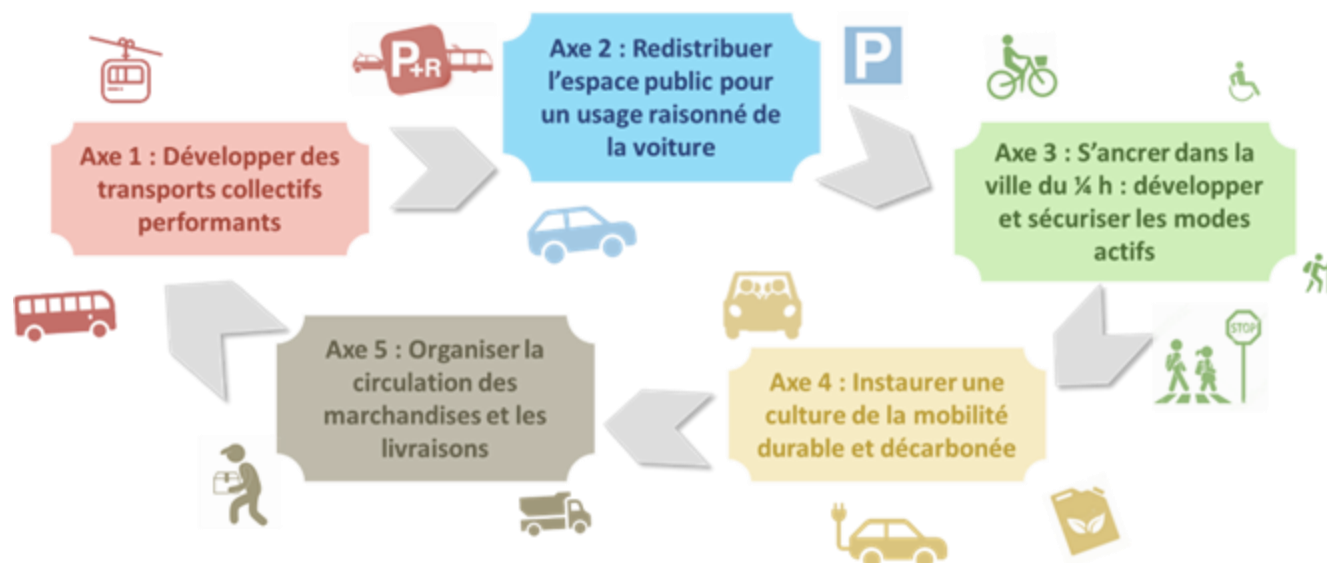 Axe 1 : Développer des
transports collectifs
performants
P+R
Axe 2 : Redistribuer
l'espace public pour
un usage raisonné de
la voiture
P
Axe 3 : S'ancrer dans la
ville du ¼ h : développer
et sécuriser les modes
actifs
STOP
Axe 4 : Instaurer une
culture de la mobilité
durable et décarbonée
Axe 5 : Organiser la
circulation des
marchandises et les
livraisons